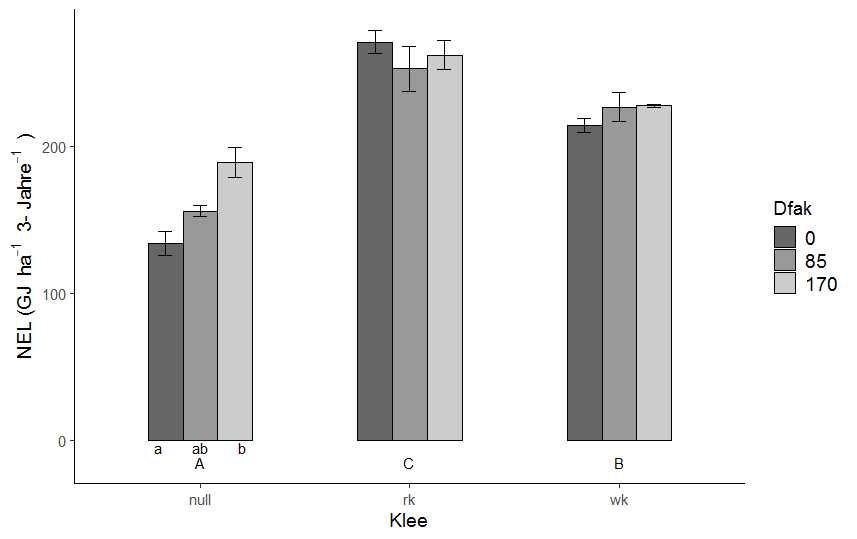 NEL (GJ ha⁻¹ 3- Jahre⁻¹ )
200
100
0
a ab b
A C B
null rk wk
Klee
Dfak
0
85
170